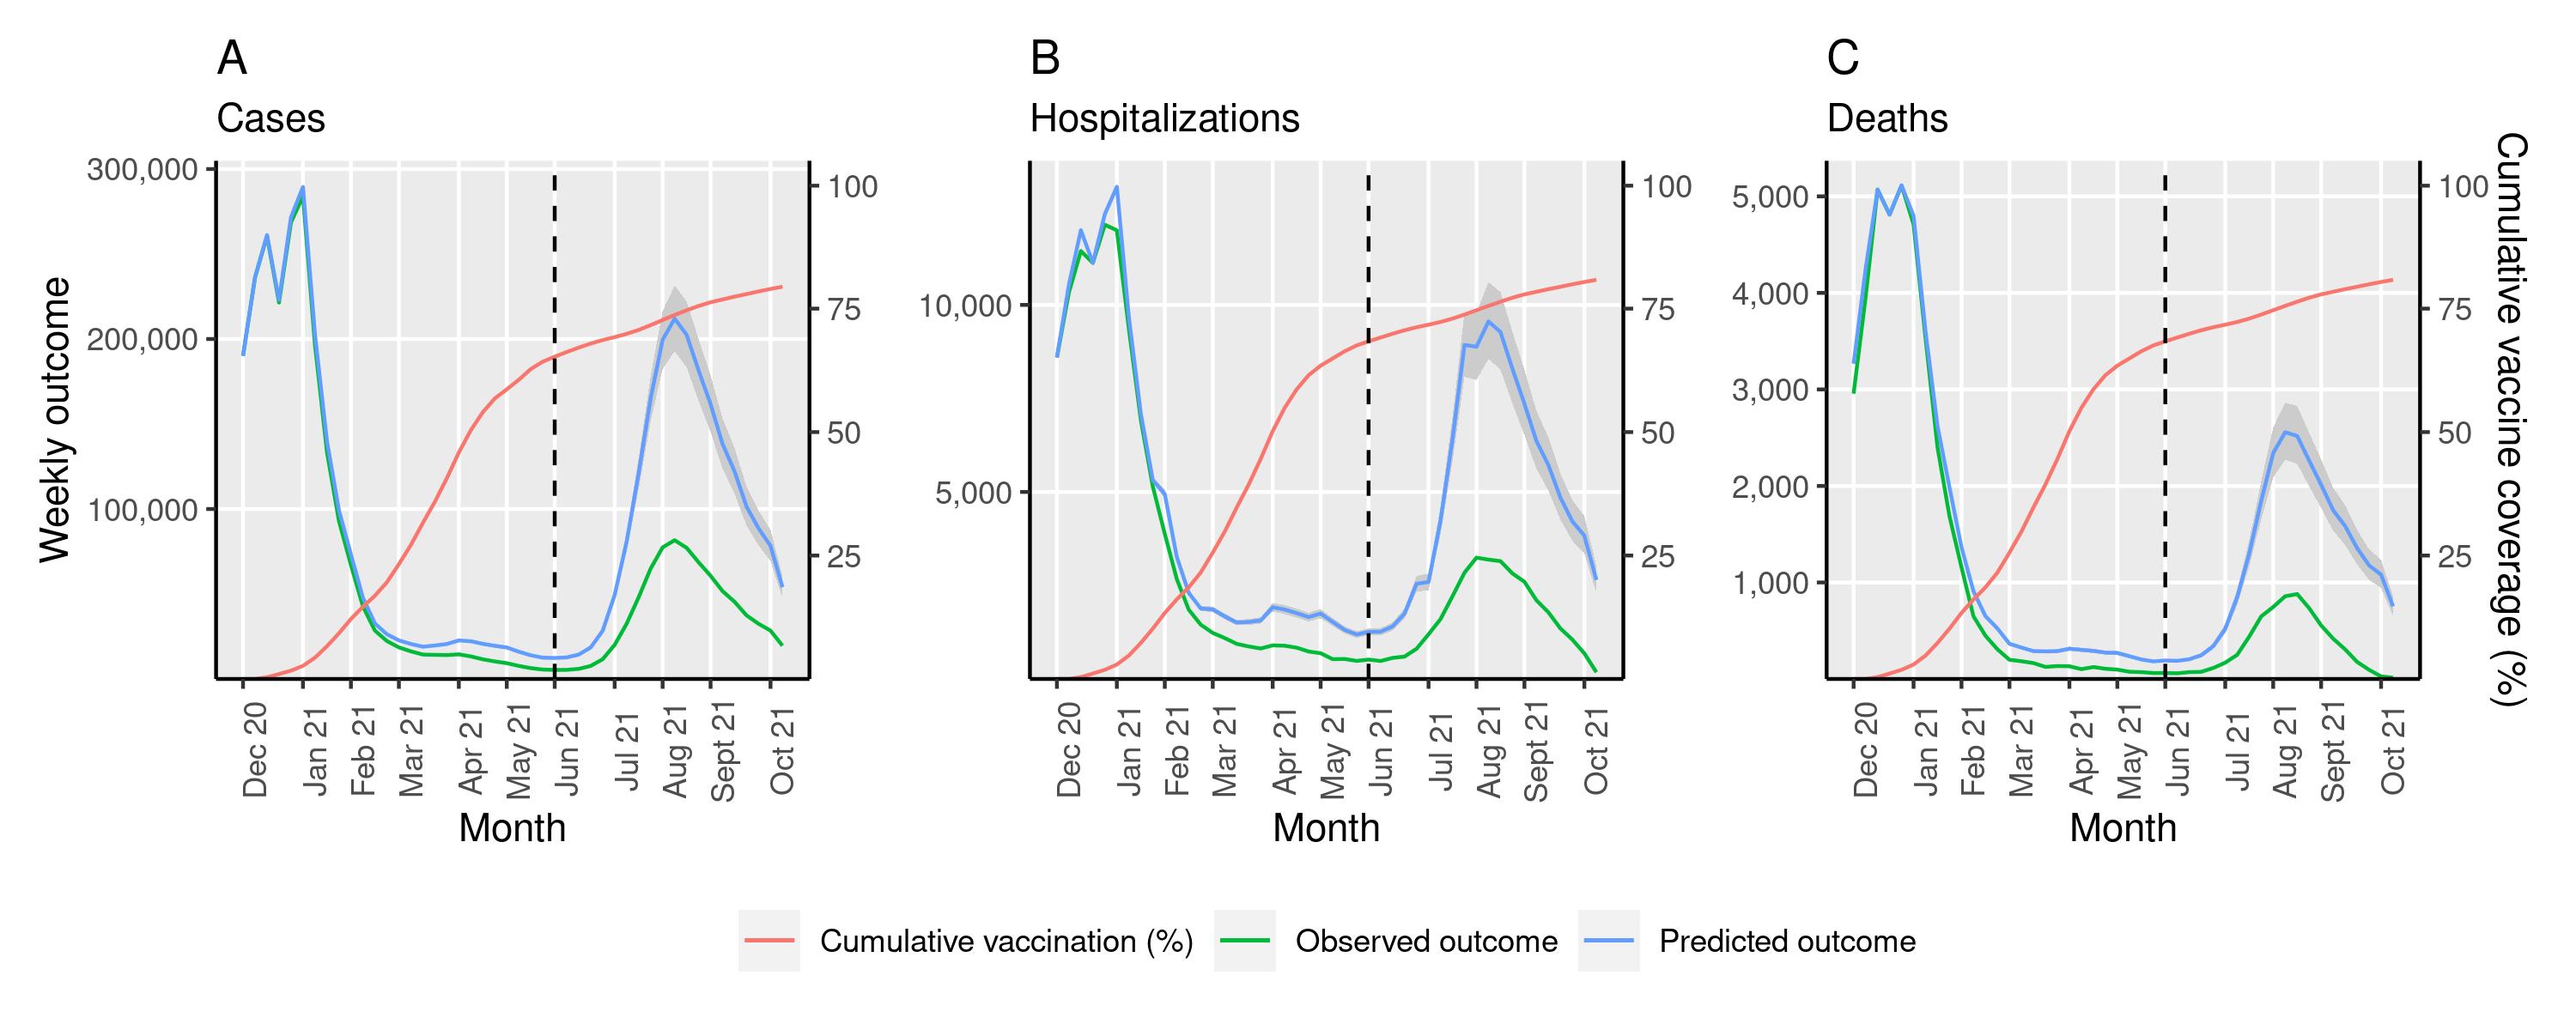 A
Cases
Weekly outcome
300,000
200,000
100,000
100
75
50
25
Dec 20
Jan 21
Feb 21
Mar 21
Apr 21
May 21
Jun 21
Jul 21
Aug 21
Sept 21
Oct 21
Month
B
Hospitalizations
10,000
5,000
100
75
50
25
Dec 20
Jan 21
Feb 21
Mar 21
Apr 21
May 21
Jun 21
Jul 21
Aug 21
Sept 21
Oct 21
Month
C
Deaths
5,000
4,000
3,000
2,000
1,000
100
75
50
25
Cumulative vaccine coverage (%)
Dec 20
Jan 21
Feb 21
Mar 21
Apr 21
May 21
Jun 21
Jul 21
Aug 21
Sept 21
Oct 21
Month
Cumulative vaccination (%)
Observed outcome
Predicted outcome